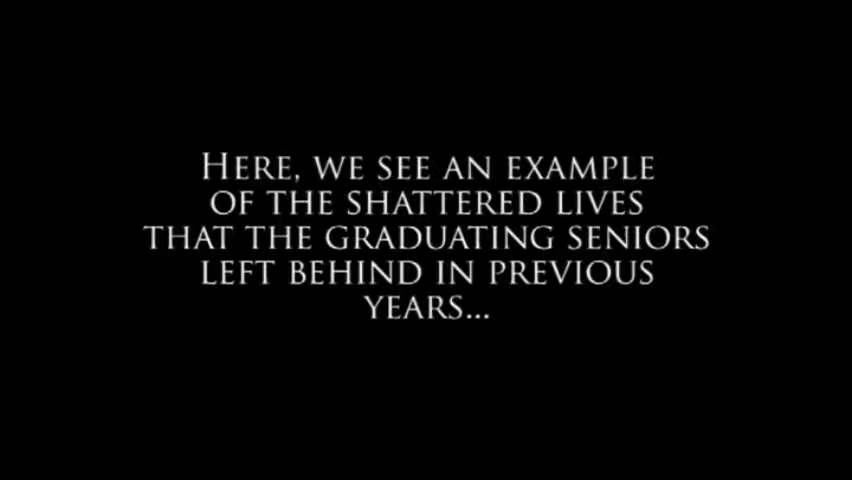 HERE, WE SEE AN EXAMPLE
OF THE SHATTERED LIVES
THAT THE GRADUATING SENIORS
LEFT BEHIND IN PREVIOUS
YEARS...